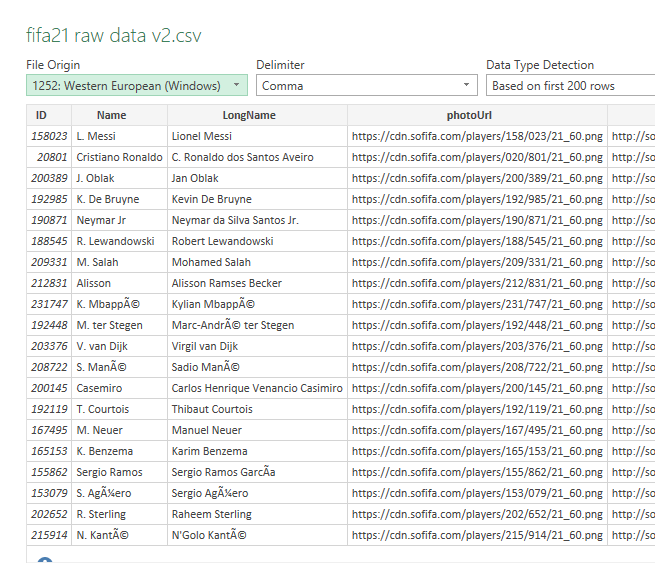 fifa21 raw data v2.csv
File Origin Delimiter Data Type Detection
1252: Western European (Windows) Comma Based on first 200 rows
ID Name LongName photoUrl
158023 L. Messi Lionel Messi https://cdn.sofifa.com/players/158/023/21_60.png http://so
20801 Cristiano Ronaldo C. Ronaldo dos Santos Aveiro https://cdn.sofifa.com/players/020/801/21_60.png http://so
200389 J. Oblak Jan Oblak https://cdn.sofifa.com/players/200/389/21_60.png http://so
192985 K. De Bruyne Kevin De Bruyne https://cdn.sofifa.com/players/192/985/21_60.png http://so
190871 Neymar Jr Neymar da Silva Santos Jr. https://cdn.sofifa.com/players/190/871/21_60.png http://so
188545 R. Lewandowski Robert Lewandowski https://cdn.sofifa.com/players/188/545/21_60.png http://so
209331 M. Salah Mohamed Salah https://cdn.sofifa.com/players/209/331/21_60.png http://so
212831 Alisson Alisson Ramses Becker https://cdn.sofifa.com/players/212/831/21_60.png http://so
231747 K. MbappÃ© Kylian MbappÃ© https://cdn.sofifa.com/players/231/747/21_60.png http://so
192448 M. ter Stegen Marc-AndrÃ© ter Stegen https://cdn.sofifa.com/players/192/448/21_60.png http://so
203376 V. van Dijk Virgil van Dijk https://cdn.sofifa.com/players/203/376/21_60.png http://so
208722 S. ManÃ© Sadio ManÃ© https://cdn.sofifa.com/players/208/722/21_60.png http://so
200145 Casemiro Carlos Henrique Venancio Casimiro https://cdn.sofifa.com/players/200/145/21_60.png http://so
192119 T. Courtois Thibaut Courtois https://cdn.sofifa.com/players/192/119/21_60.png http://so
167495 M. Neuer Manuel Neuer https://cdn.sofifa.com/players/167/495/21_60.png http://so
165153 K. Benzema Karim Benzema https://cdn.sofifa.com/players/165/153/21_60.png http://so
155862 Sergio Ramos Sergio Ramos GarcÃ­a https://cdn.sofifa.com/players/155/862/21_60.png http://so
153079 S. AgÃ¼ero Sergio AgÃ¼ero https://cdn.sofifa.com/players/153/079/21_60.png http://so
202652 R. Sterling Raheem Sterling https://cdn.sofifa.com/players/202/652/21_60.png http://so
215914 N. KantÃ© N'Golo KantÃ© https://cdn.sofifa.com/players/215/914/21_60.png http://so